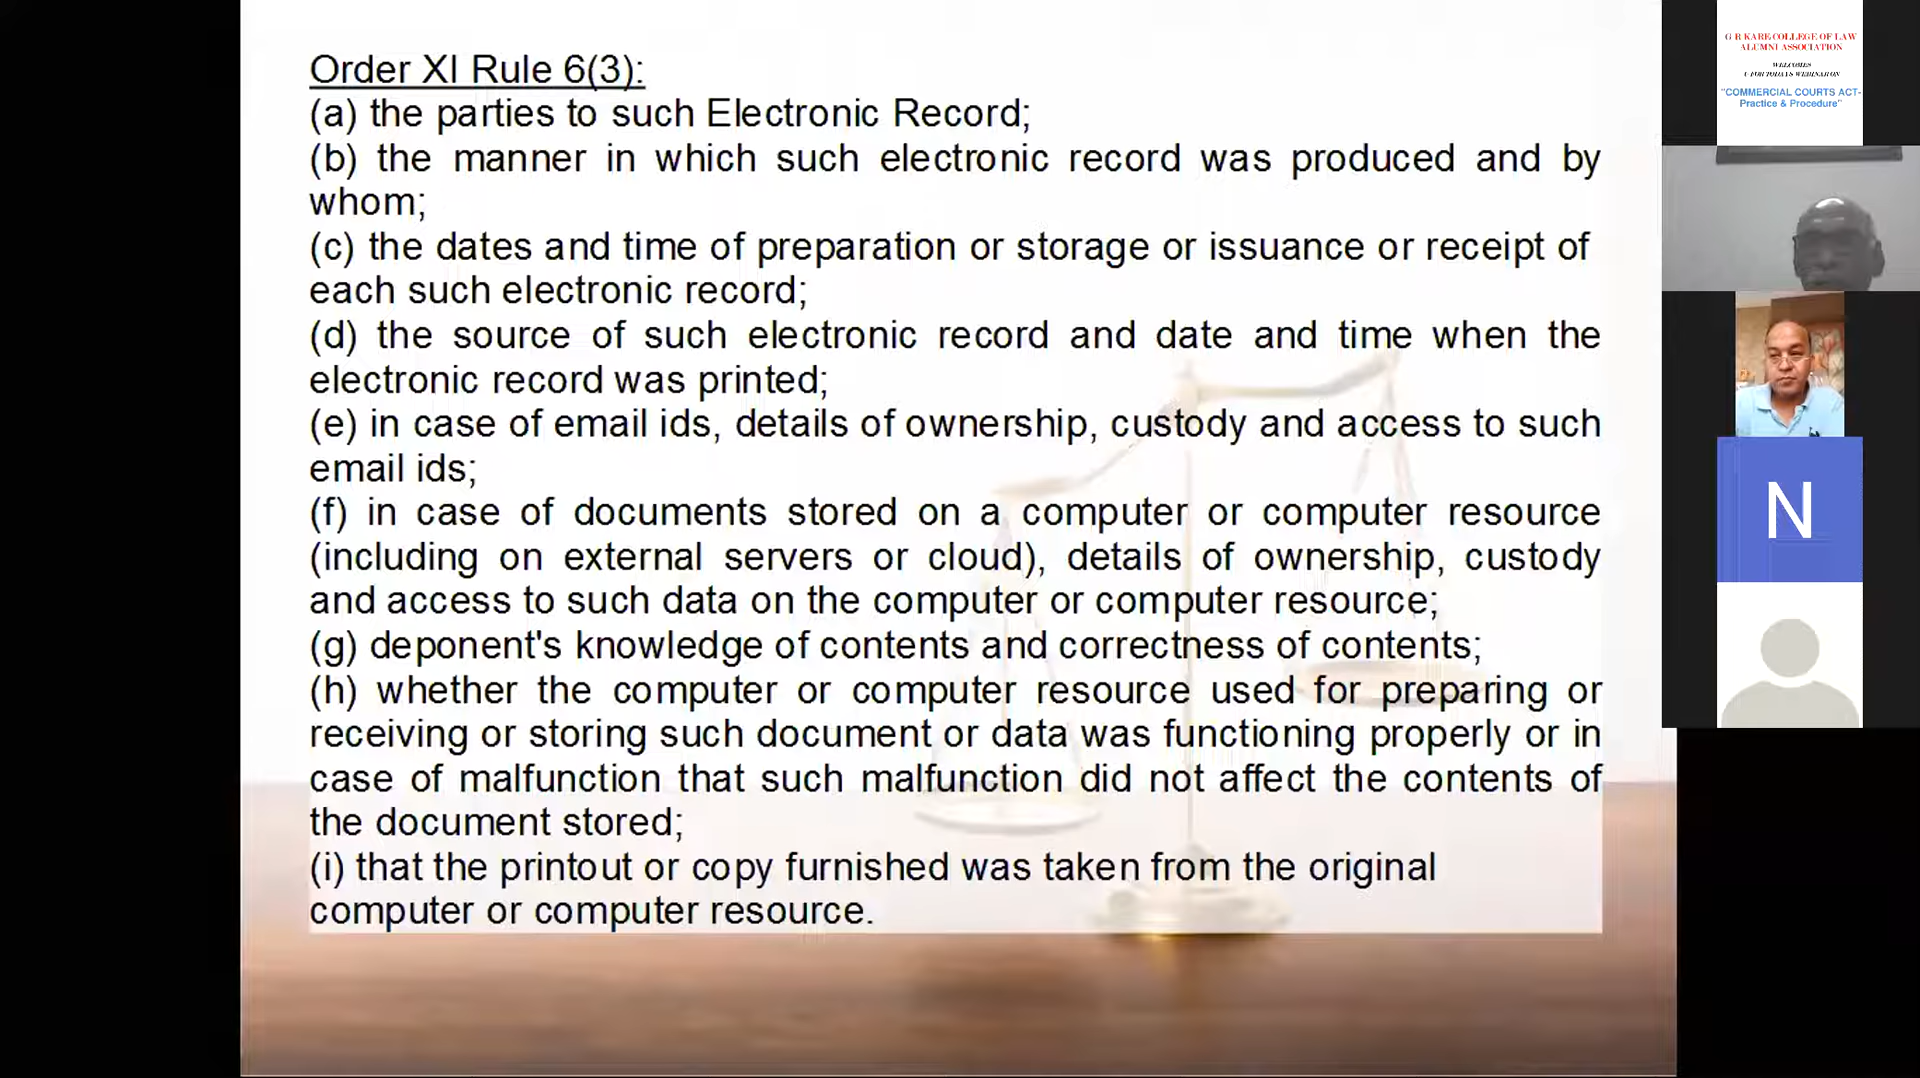 Order XI Rule 6(3):
(a) the parties to such Electronic Record;
(b) the manner in which such electronic record was produced and by
whom;
(c) the dates and time of preparation or storage or issuance or receipt of
each such electronic record;
(d) the source of such electronic record and date and time when the
electronic record was printed;
(e) in case of email ids, details of ownership, custody and access to such
email ids;
(f) in case of documents stored on a computer or computer resource
(including on external servers or cloud), details of ownership, custody
and access to such data on the computer or computer resource;
(g) deponent's knowledge of contents and correctness of contents;
(h) whether the computer or computer resource used for preparing or
receiving or storing such document or data was functioning properly or in
case of malfunction that such malfunction did not affect the contents of
the document stored;
(i) that the printout or copy furnished was taken from the original
computer or computer resource.
G R KARE COLLEGE OF LAW
ALUMNI ASSOCIATION
WELCOMES
FOR TODAYS WEBINAR ON
"COMMERCIAL COURTS ACT-
Practice & Procedure"
N